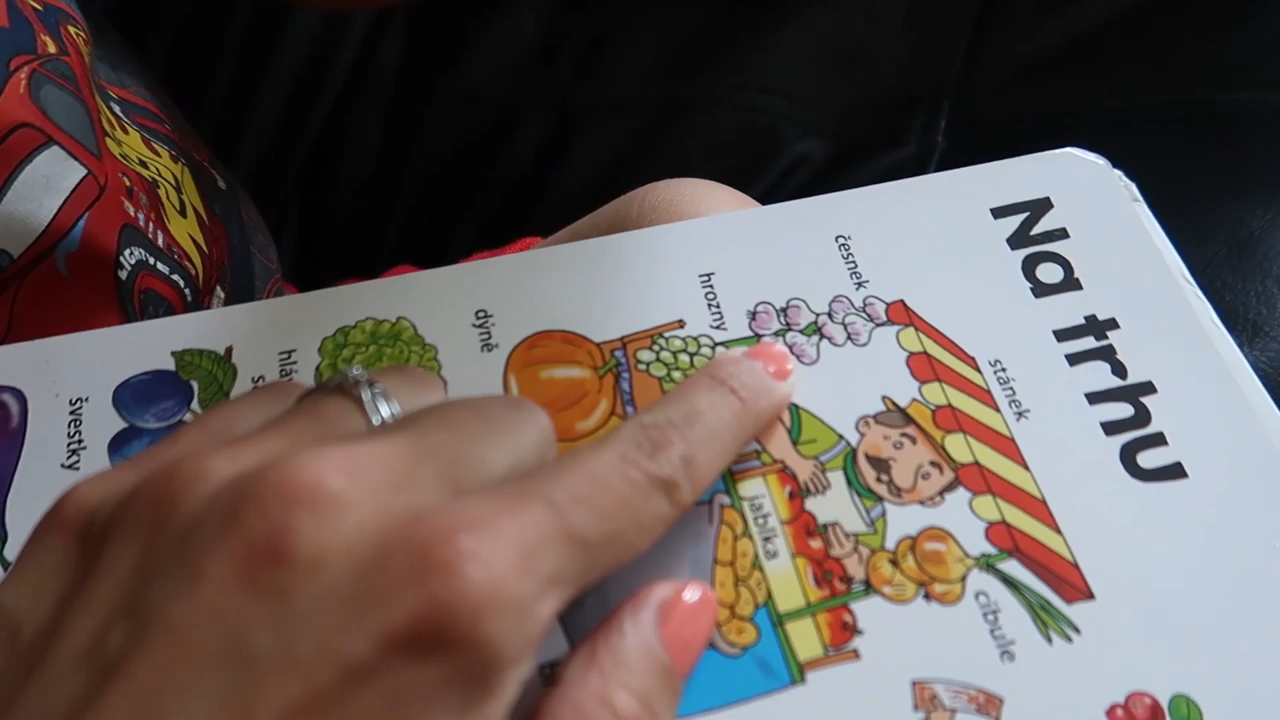 Na trhu
česnek
stánek
hrozny
dýně
švestky
jablka
cibule